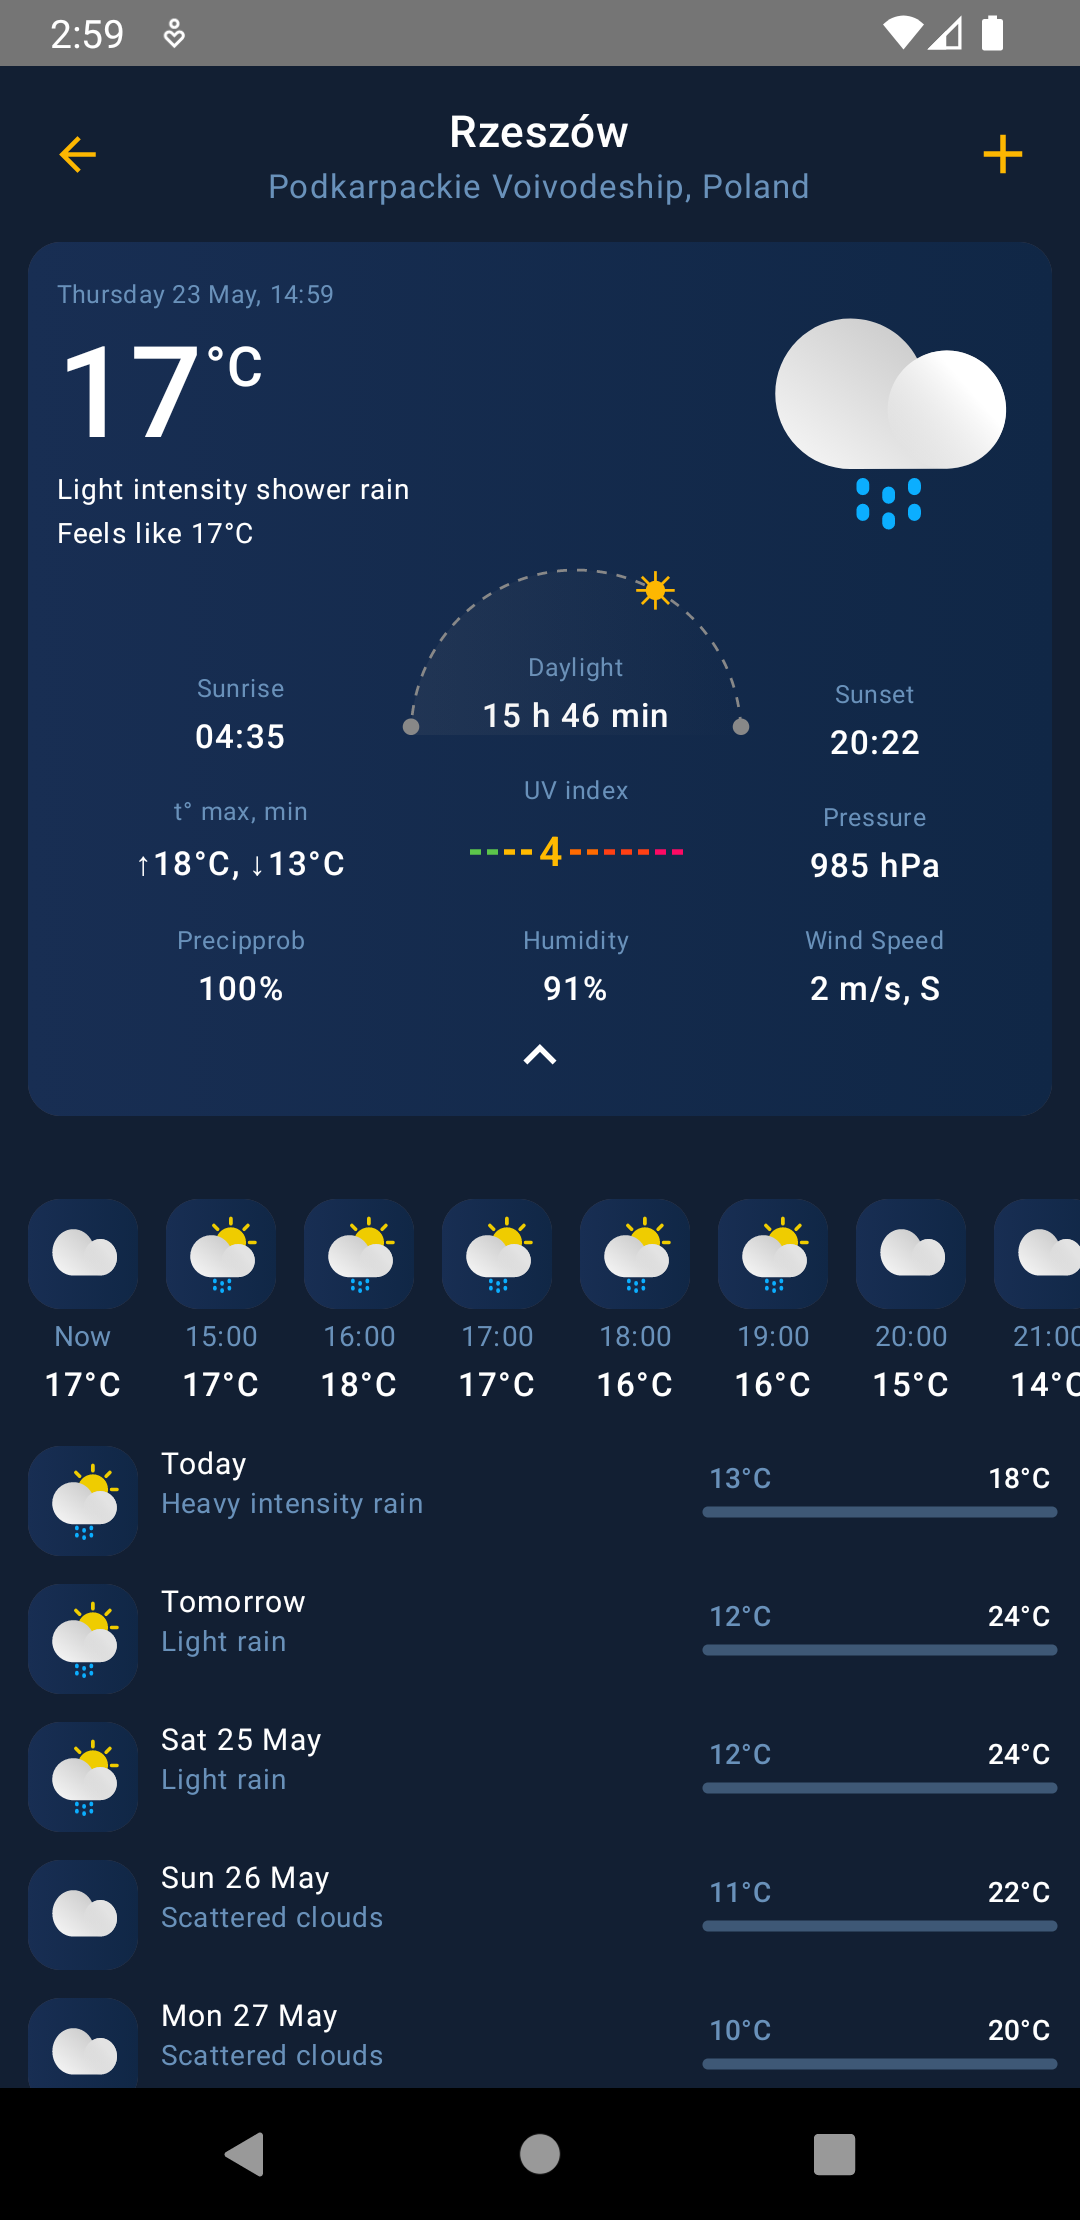 2:59
Rzeszów
Podkarpackie Voivodeship, Poland
Thursday 23 May, 14:59
17°C
Light intensity shower rain
Feels like 17°C
Daylight
15 h 46 min
Sunrise
04:35
Sunset
20:22
t° max, min
↑18°C, ↓13°C
UV index
4
Pressure
985 hPa
Precipprob
100%
Humidity
91%
Wind Speed
2 m/s, S
Now 15:00 16:00 17:00 18:00 19:00 20:00 21:00
17°C 17°C 18°C 17°C 16°C 16°C 15°C 14°C
Today
Heavy intensity rain
13°C 18°C
Tomorrow
Light rain
12°C 24°C
Sat 25 May
Light rain
12°C 24°C
Sun 26 May
Scattered clouds
11°C 22°C
Mon 27 May
Scattered clouds
10°C 20°C